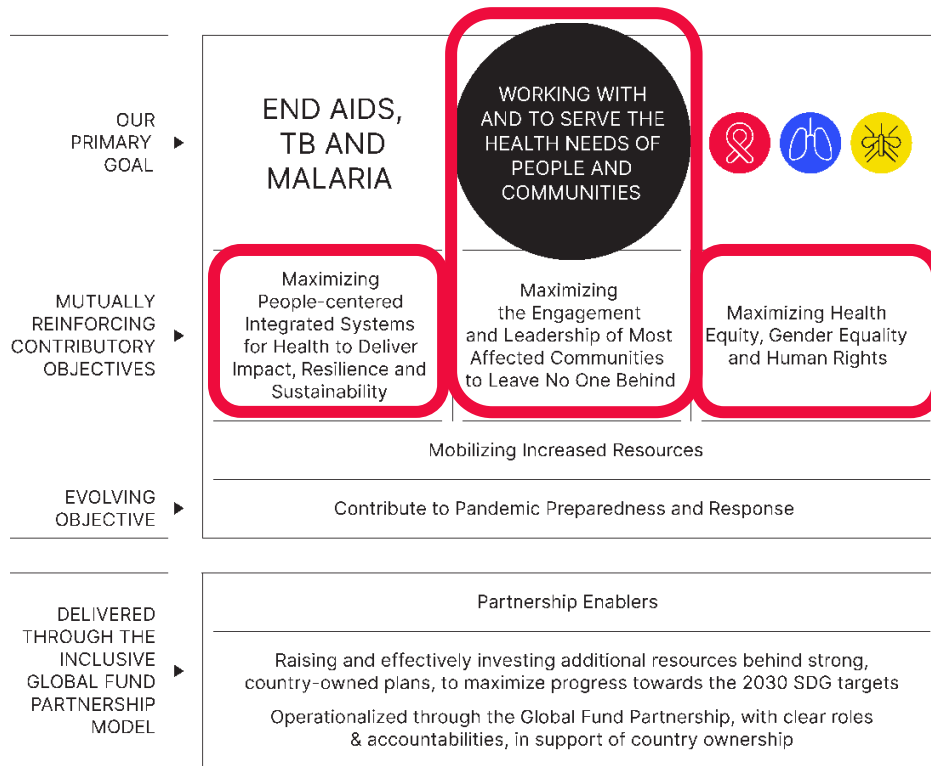 OUR
PRIMARY
GOAL
END AIDS,
TB AND
MALARIA
WORKING WITH
AND TO SERVE THE
HEALTH NEEDS OF
PEOPLE AND
COMMUNITIES
MUTUALLY
REINFORCING
CONTRIBUTORY
OBJECTIVES
Maximizing
People-centered
Integrated Systems
for Health to Deliver
Impact, Resilience and
Sustainability
Maximizing
the Engagement
and Leadership of Most
Affected Communities
to Leave No One Behind
Maximizing Health
Equity, Gender Equality
and Human Rights
Mobilizing Increased Resources
EVOLVING
OBJECTIVE
Contribute to Pandemic Preparedness and Response
DELIVERED
THROUGH THE
INCLUSIVE
GLOBAL FUND
PARTNERSHIP
MODEL
Partnership Enablers
Raising and effectively investing additional resources behind strong,
country-owned plans, to maximize progress towards the 2030 SDG targets
Operationalized through the Global Fund Partnership, with clear roles
& accountabilities, in support of country ownership